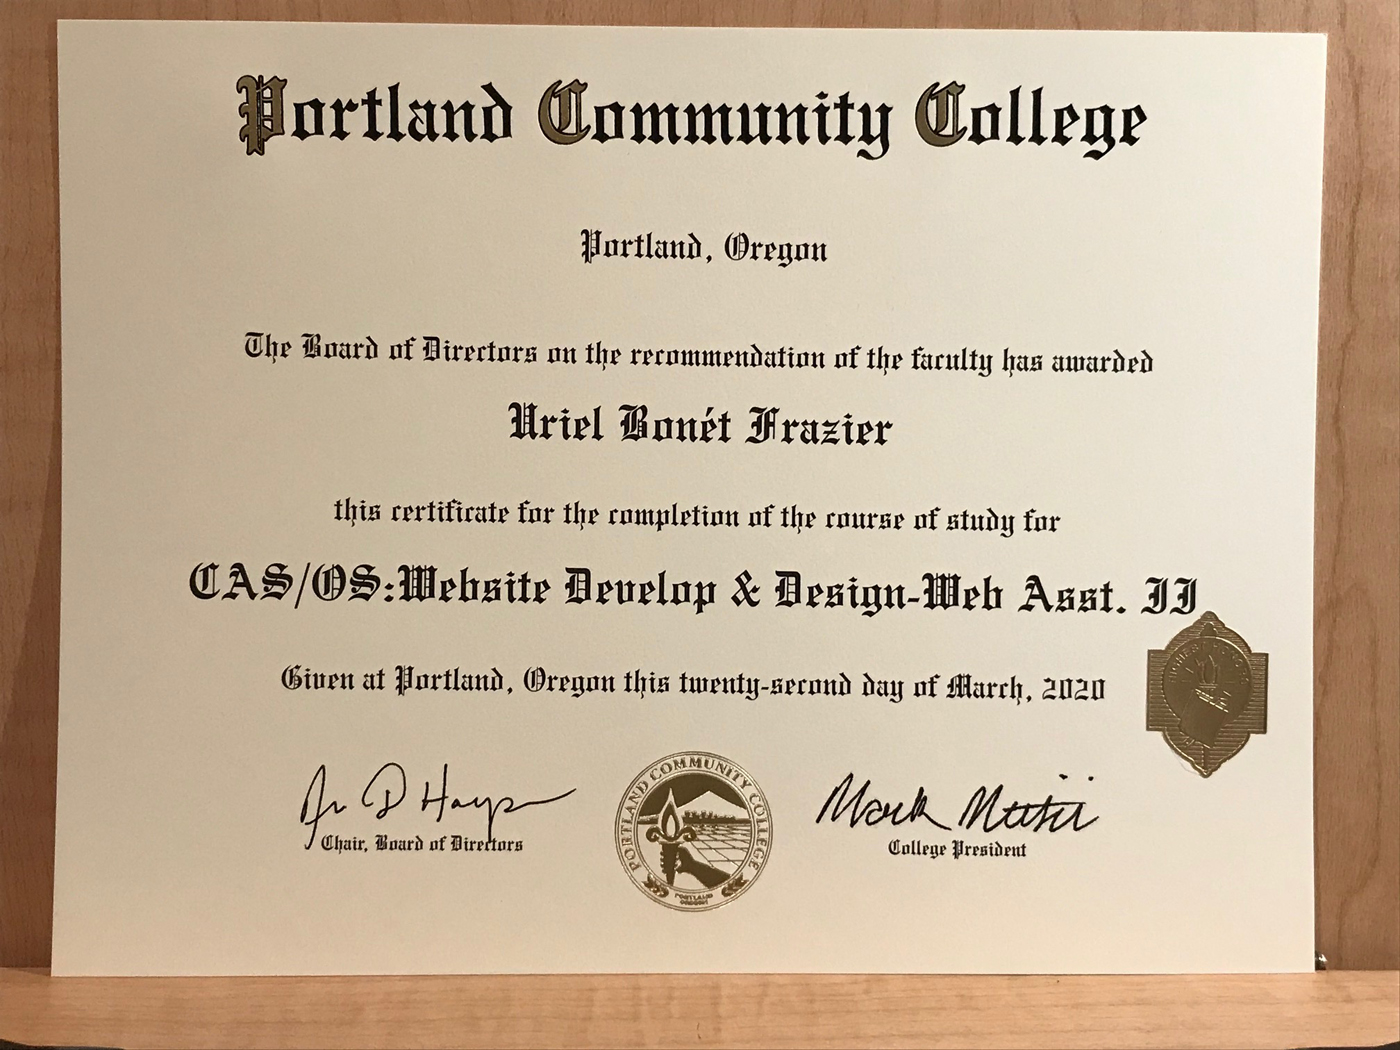 Portland Community College
Portland, Oregon
The Board of Directors on the recommendation of the faculty has awarded
Uriel Bonét Frazier
this certificate for the completion of the course of study for
CAS/OS:Website Develop & Design-Web Asst. II
Given at Portland, Oregon this twenty-second day of March, 2020
Chair, Board of Directors
PORTLAND COMMUNITY COLLEGE
PORTLAND
OREGON
Mark
College President